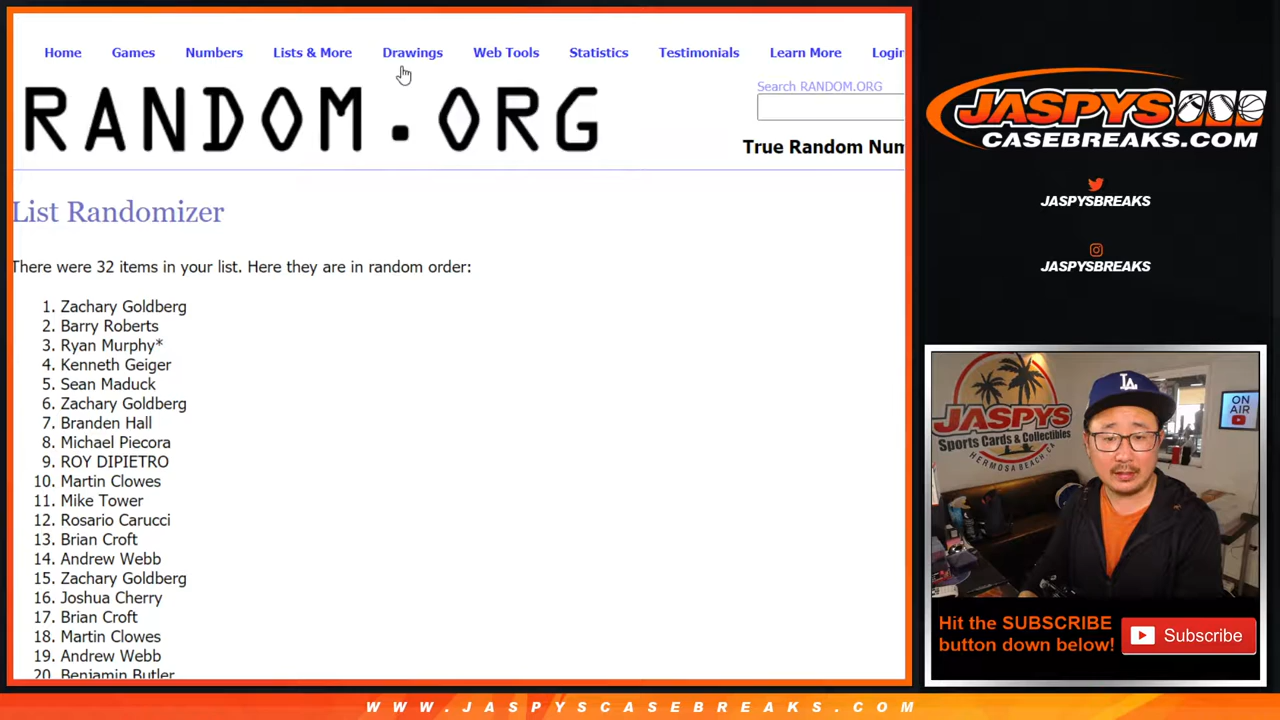 Home Games Numbers Lists & More Drawings Web Tools Statistics Testimonials Learn More Login
RANDOM.ORG
Search RANDOM.ORG
True Random Num
List Randomizer
There were 32 items in your list. Here they are in random order:
1. Zachary Goldberg
2. Barry Roberts
3. Ryan Murphy*
4. Kenneth Geiger
5. Sean Maduck
6. Zachary Goldberg
7. Branden Hall
8. Michael Piecora
9. ROY DIPIETRO
10. Martin Clowes
11. Mike Tower
12. Rosario Carucci
13. Brian Croft
14. Andrew Webb
15. Zachary Goldberg
16. Joshua Cherry
17. Brian Croft
18. Martin Clowes
19. Andrew Webb
20. Benjamin Butler
JASPYS
CASEBREAKS.COM
JASPYSBREAKS
JASPYSBREAKS
JASPYS
Sports Cards & Collectibles
HERMOSA BEACH, CA
LA
ON
AIR
Hit the SUBSCRIBE
button down below!
Subscribe
WWW.JASPYSCASEBREAKS.COM